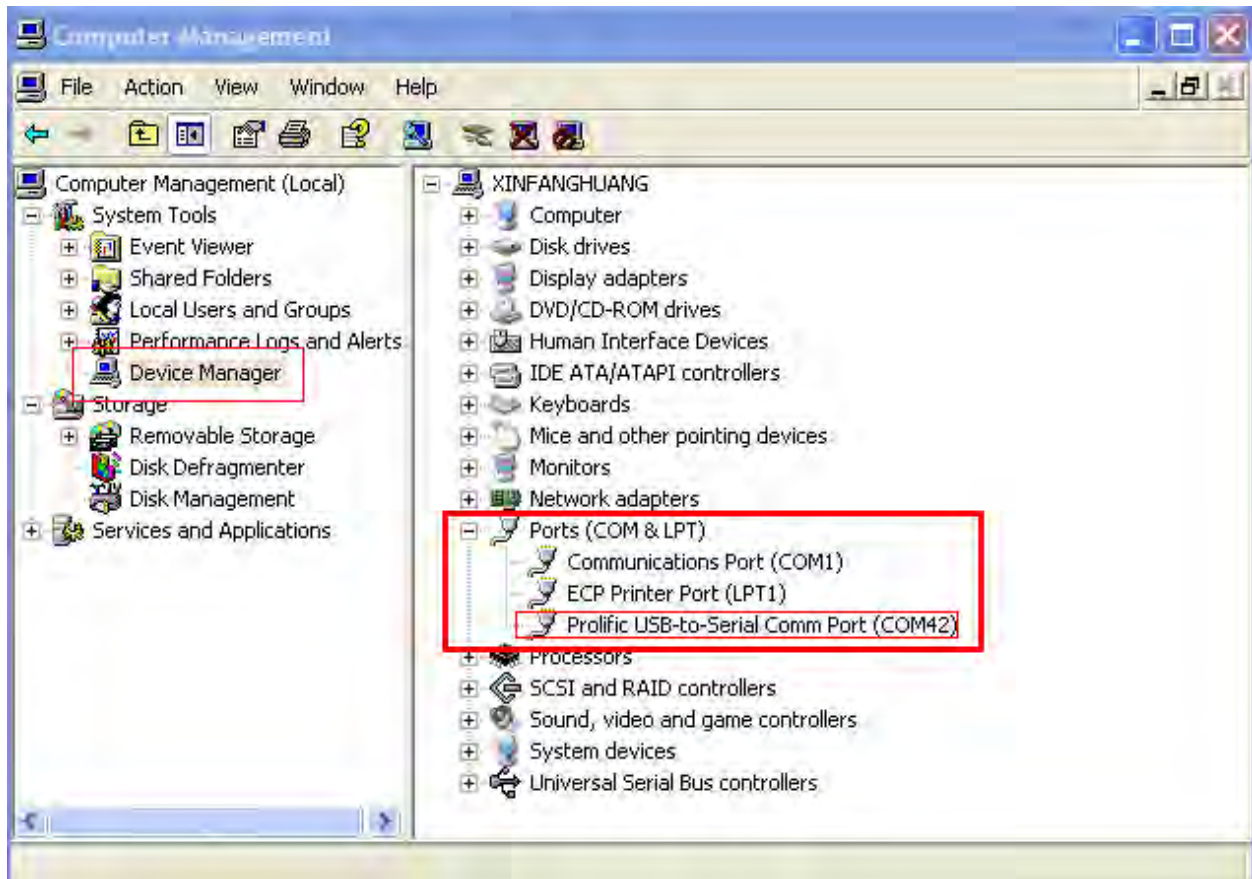 Computer Management
File Action View Window Help
Computer Management (Local)
System Tools
Event Viewer
Shared Folders
Local Users and Groups
Performance Logs and Alerts
Device Manager
Storage
Removable Storage
Disk Defragmenter
Disk Management
Services and Applications
XINFANGHUANG
Computer
Disk drives
Display adapters
DVD/CD-ROM drives
Human Interface Devices
IDE ATA/ATAPI controllers
Keyboards
Mice and other pointing devices
Monitors
Network adapters
Ports (COM & LPT)
Communications Port (COM1)
ECP Printer Port (LPT1)
Prolific USB-to-Serial Comm Port (COM42)
Processors
SCSI and RAID controllers
Sound, video and game controllers
System devices
Universal Serial Bus controllers